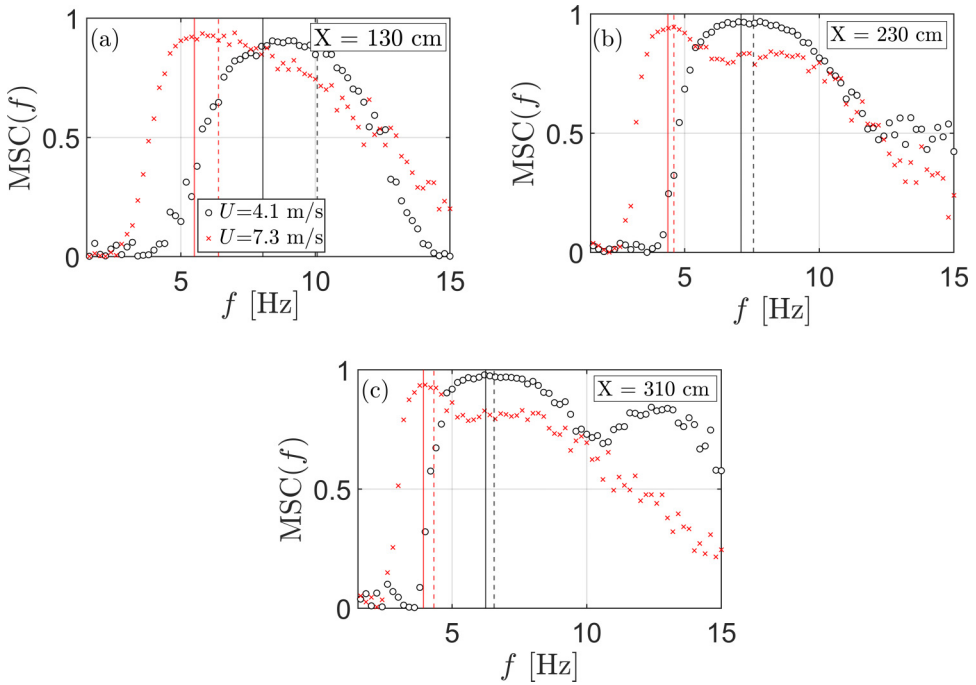 (a)
X = 130 cm
MSC(f)
1
0.5
0
U=4.1 m/s
U=7.3 m/s
5
10
15
f [Hz]
(b)
X = 230 cm
MSC(f)
1
0.5
0
5
10
15
f [Hz]
(c)
X = 310 cm
MSC(f)
1
0.5
0
5
10
15
f [Hz]